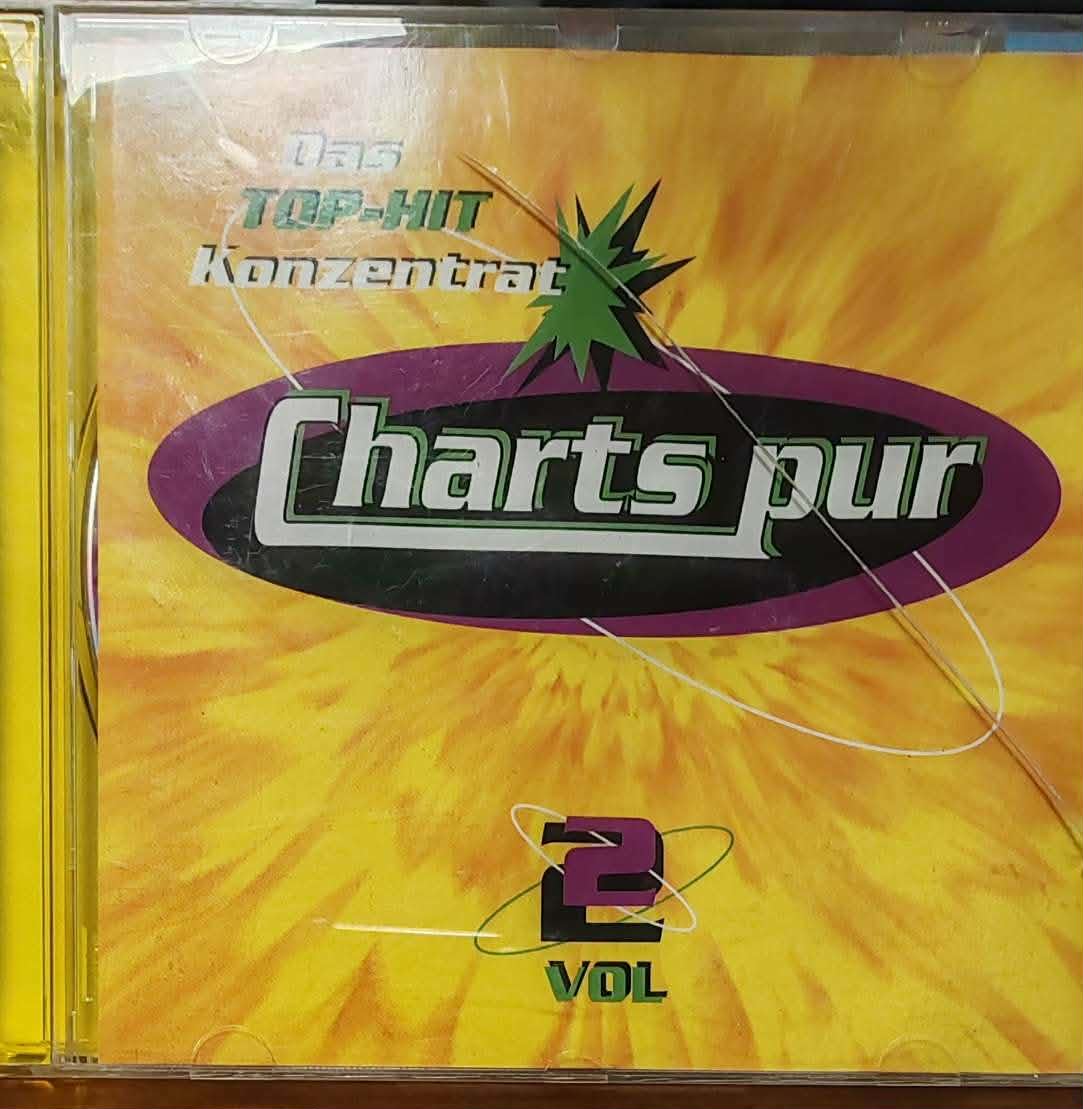 Das
TOP-HIT
Konzentrat
Charts pur
2
VOL